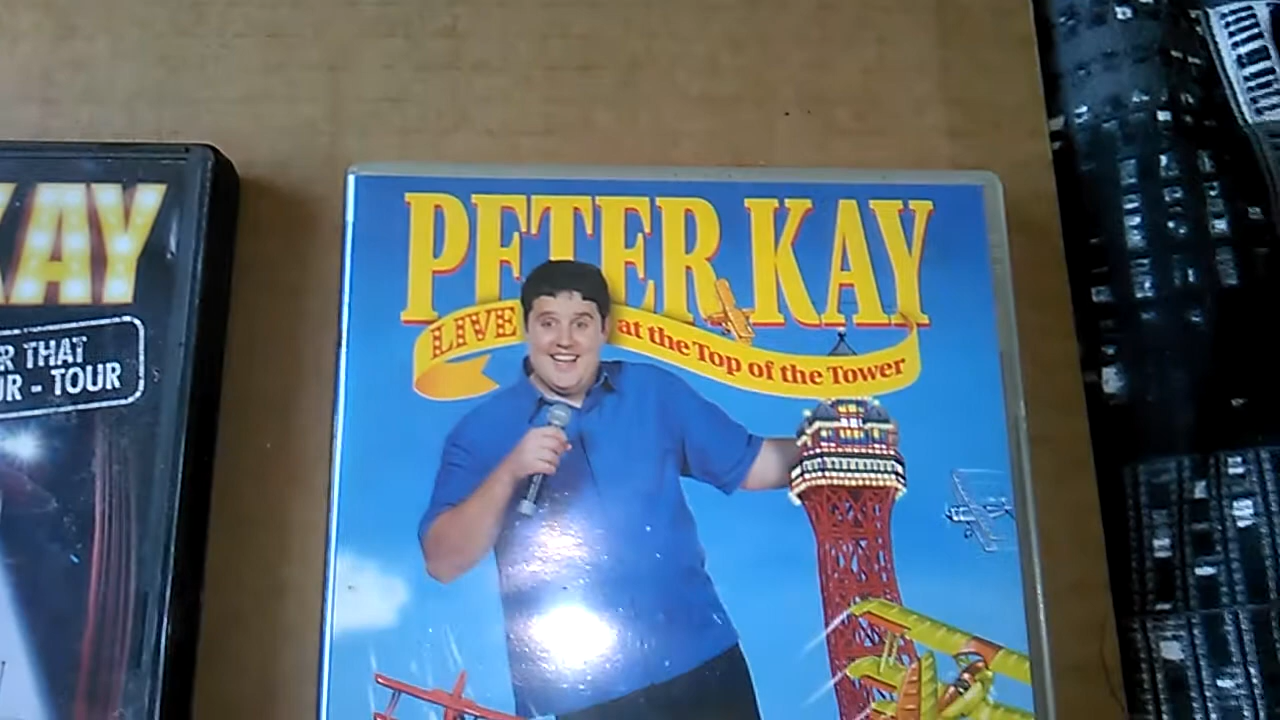 KAY
R THAT
UR - TOUR
PETER KAY
LIVE at the Top of the Tower